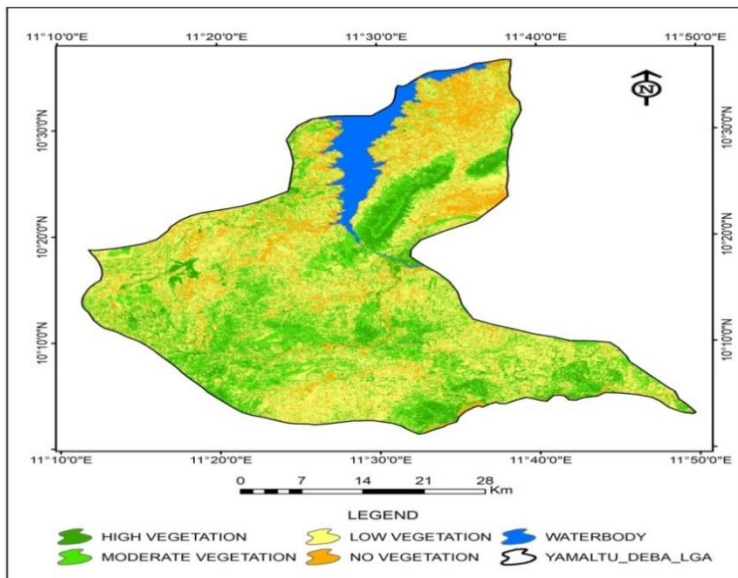 11°10'0"E 11°20'0"E 11°30'0"E 11°40'0"E 11°50'0"E
N
10°30'0"N 10°30'0"N
10°20'0"N 10°20'0"N
10°10'0"N 10°10'0"N
11°10'0"E 11°20'0"E 11°30'0"E 11°40'0"E 11°50'0"E
0 7 14 21 28
Km
LEGEND
HIGH VEGETATION LOW VEGETATION WATERBODY
MODERATE VEGETATION NO VEGETATION YAMALTU_DEBA_LGA